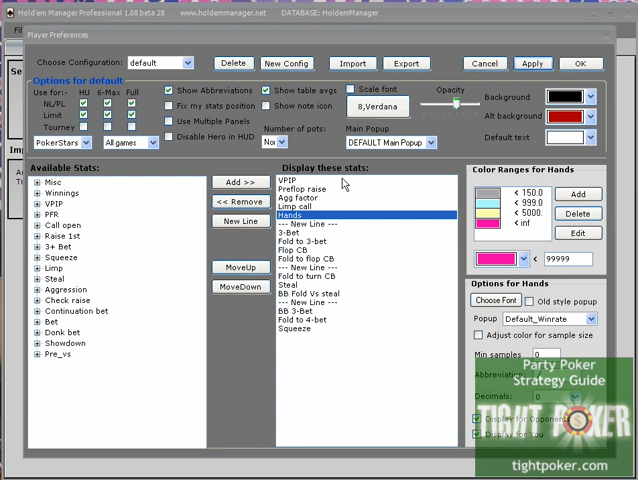 Hold'em Manager Professional 1.08 beta 28 www.holdemmanager.net DATABASE: HoldemManager
Player Preferences
Choose Configuration: default Delete New Config Import Export Cancel Apply OK
Options for default
Use for:- HU 6-Max Full
NL/PL
Limit
Tourney
PokerStars All games
Show Abbreviations
Fix my stats position
Use Multiple Panels
Disable Hero in HUD
Show table avgs
Show note icon
Number of pots:
Scale font
8,Verdana
Main Popup
DEFAULT Main Popup
Opacity
Background
Alt background
Default text
Available Stats:
Misc
Winnings
VPIP
PFR
Call open
Raise 1st
3+ Bet
Squeeze
Limp
Steal
Aggression
Check raise
Continuation bet
Bet
Donk bet
Showdown
Pre_vs
Add >>
<< Remove
New Line
MoveUp
MoveDown
Display these stats:
VPIP
Preflop raise
Agg factor
Limp call
Hands
--- New Line ---
3-Bet
Fold to 3-bet
Flop CB
Fold to flop CB
--- New Line ---
Fold to turn CB
Steal
BB Fold Vs steal
--- New Line ---
BB 3-Bet
Fold to 4-bet
Squeeze
Color Ranges for Hands
< 150.0
< 999.0
< 5000.
< inf
Add
Delete
Edit
< 99999
Options for Hands
Choose Font Old style popup
Popup Default_Winrate
Adjust color for sample size
Min samples 0
Abbreviation:
Decimals: 0
Display for Opponents
Display for You
Party Poker
Strategy Guide
TIGHT POKER
tightpoker.com